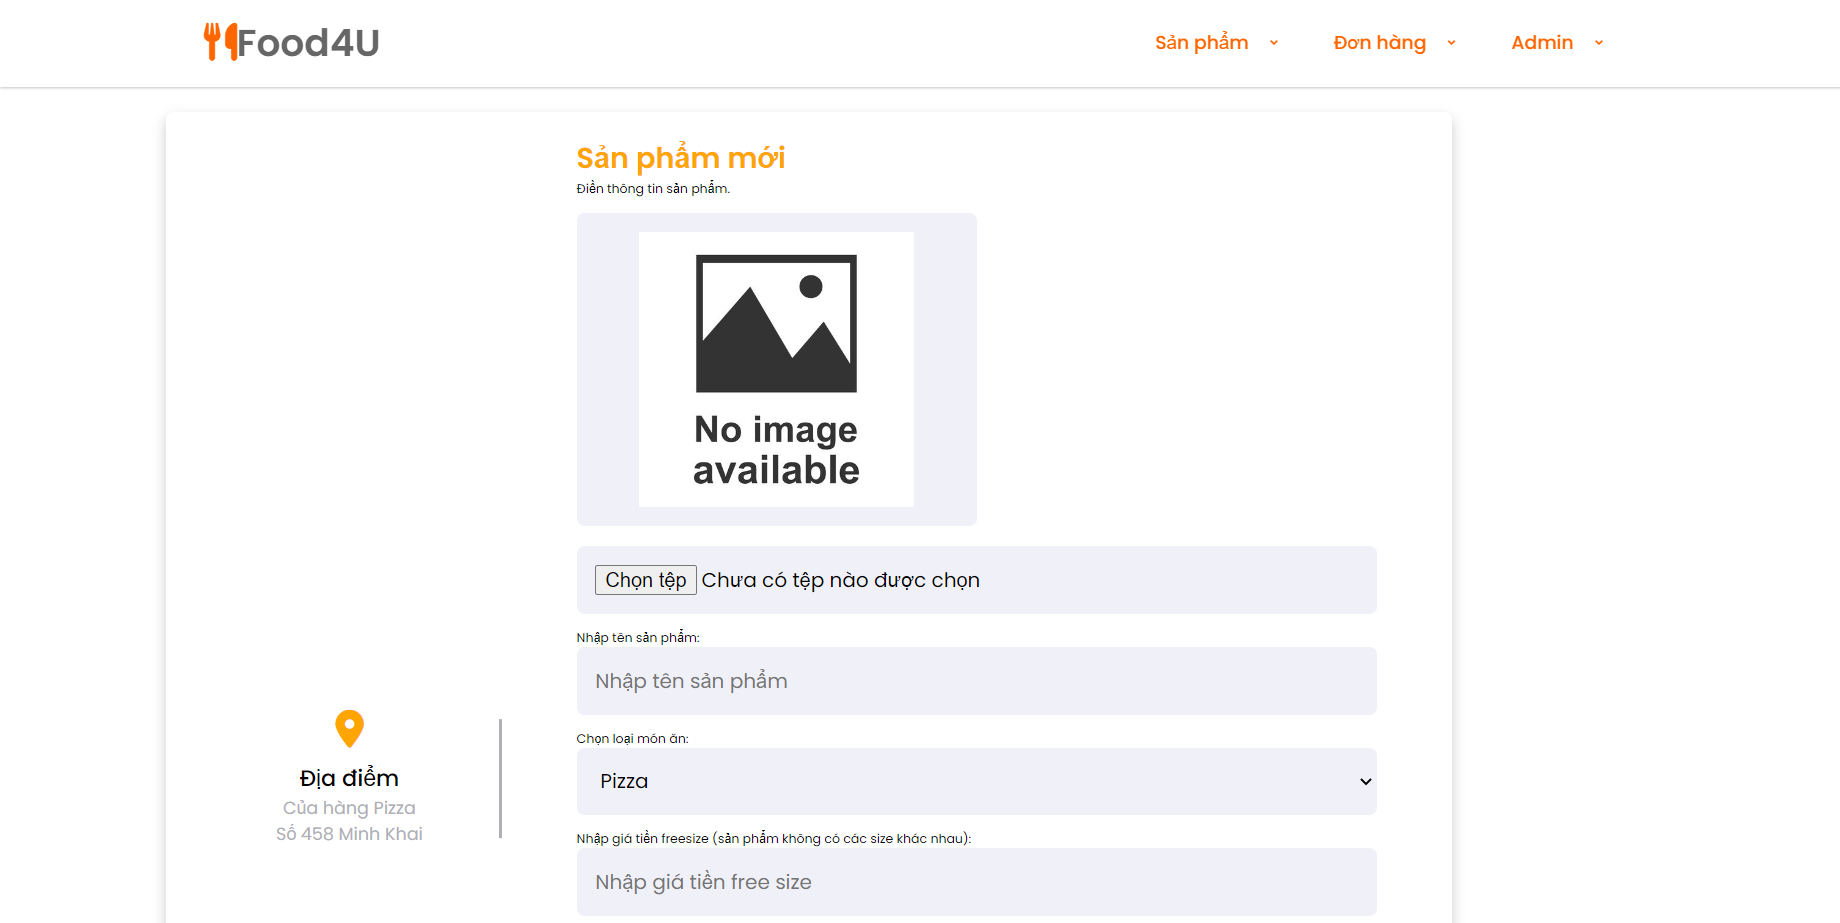 Food4U
Sản phẩm
Đơn hàng
Admin
Sản phẩm mới
Điền thông tin sản phẩm.
No image
available
Chọn tệp Chưa có tệp nào được chọn
Nhập tên sản phẩm:
Nhập tên sản phẩm
Chọn loại món ăn:
Pizza
Nhập giá tiền freesize (sản phẩm không có các size khác nhau):
Nhập giá tiền free size
Địa điểm
Của hàng Pizza
Số 458 Minh Khai